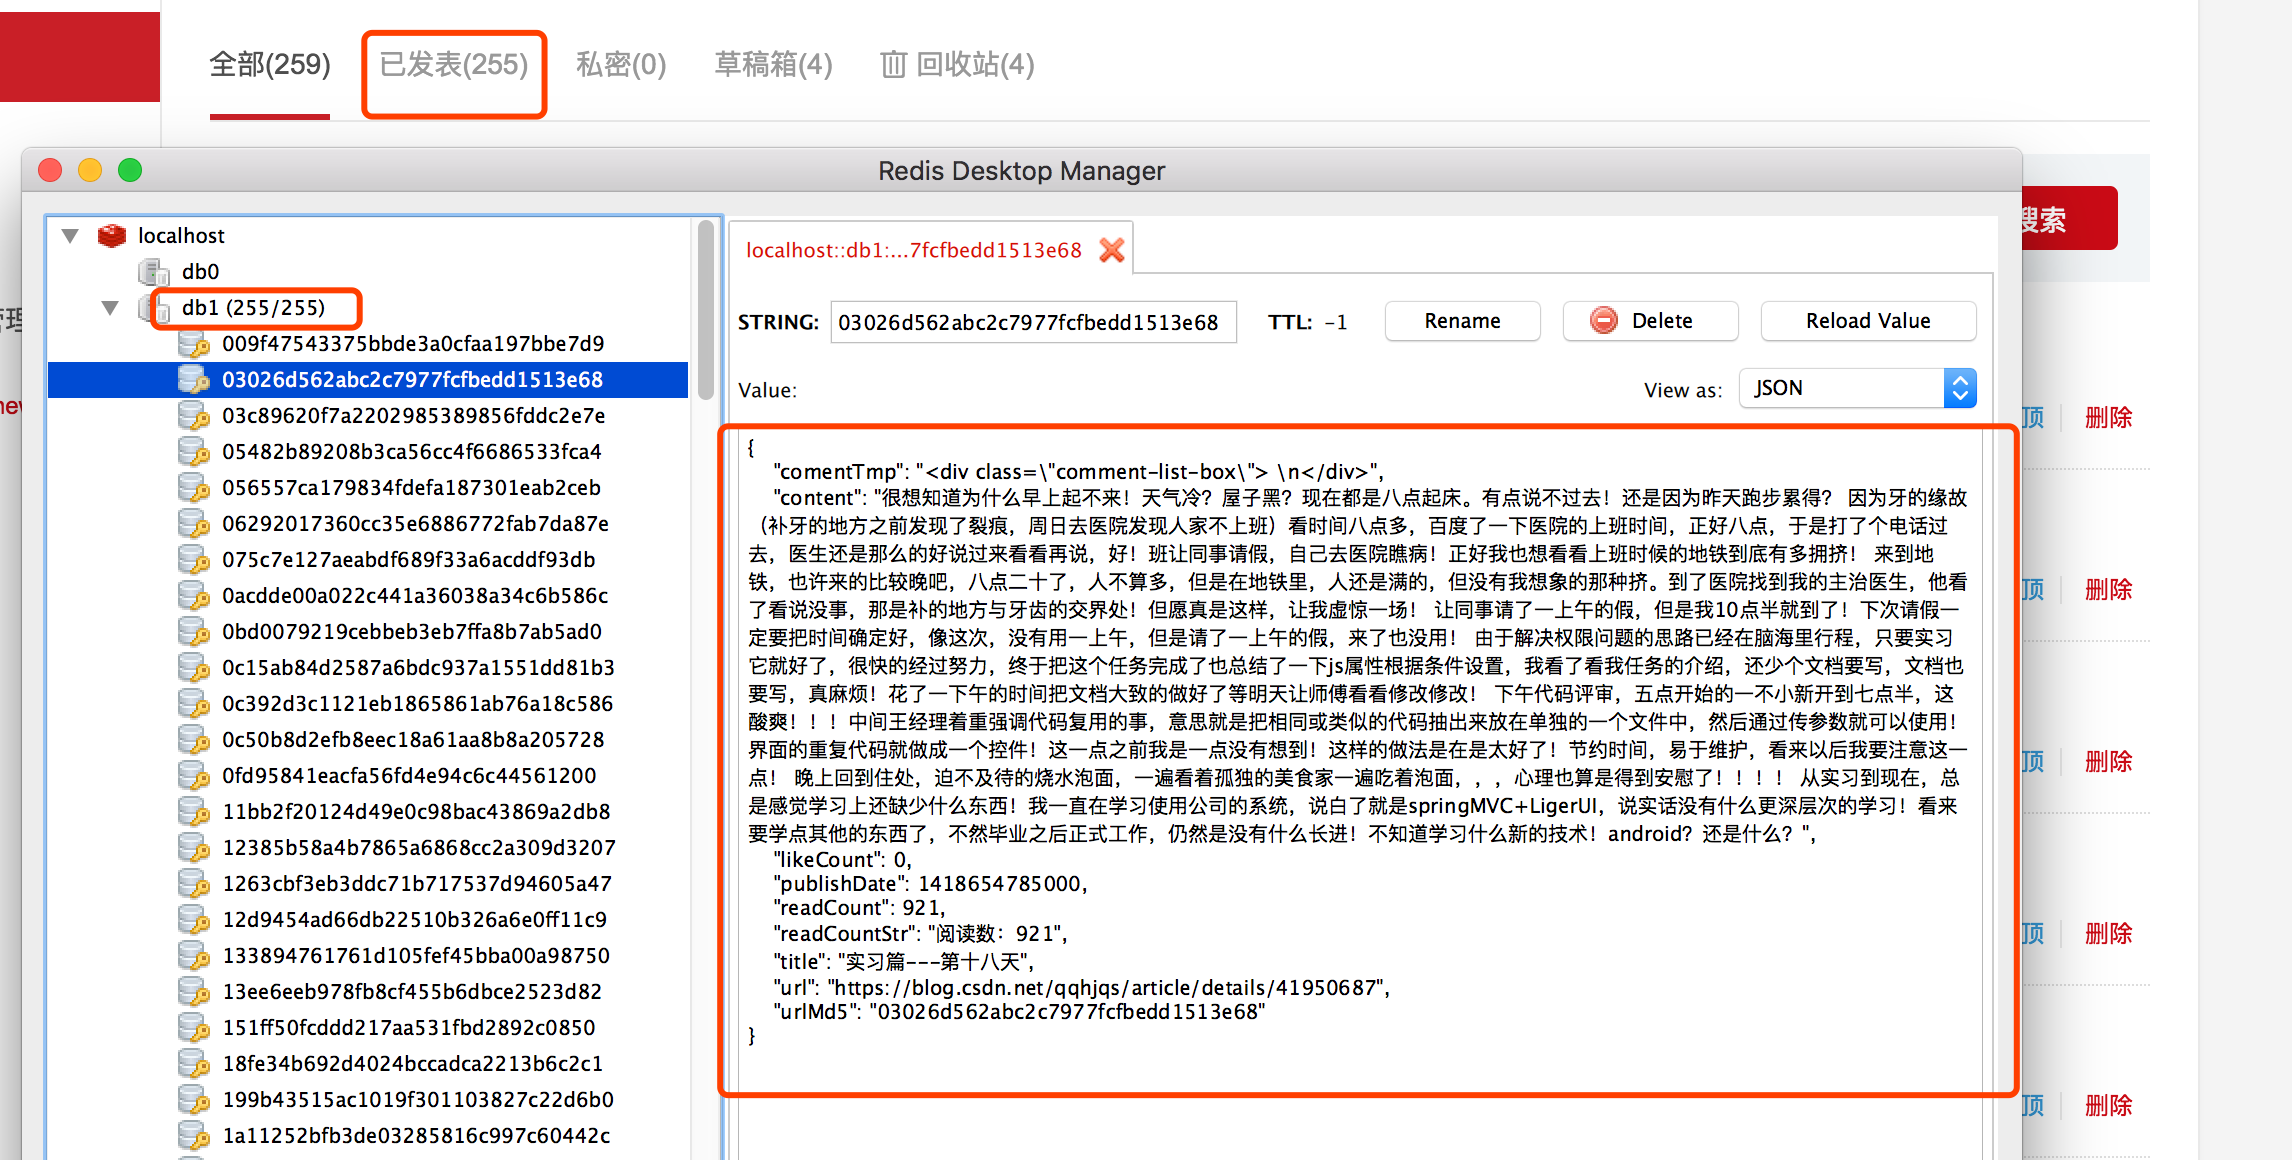 全部(259) 已发表(255) 私密(0) 草稿箱(4) 回收站(4)
Redis Desktop Manager
搜索
localhost
db0
db1 (255/255)
009f47543375bbde3a0cfaa197bbe7d9
03026d562abc2c7977fcfbedd1513e68
03c89620f7a2202985389856fddc2e7e
05482b89208b3ca56cc4f6686533fca4
056557ca179834fdefa187301eab2ceb
06292017360cc35e6886772fab7da87e
075c7e127aeabdf689f33a6acddf93db
0acdde00a022c441a36038a34c6b586c
0bd0079219cebbeb3eb7ffa8b7ab5ad0
0c15ab84d2587a6bdc937a1551dd81b3
0c392d3c1121eb1865861ab76a18c586
0c50b8d2efb8eec18a61aa8b8a205728
0fd95841eacfa56fd4e94c6c44561200
11bb2f20124d49e0c98bac43869a2db8
12385b58a4b7865a6868cc2a309d3207
1263cbf3eb3ddc71b717537d94605a47
12d9454ad66db22510b326a6e0ff11c9
133894761761d105fef45bba00a98750
13ee6eeb978fb8cf455b6dbce2523d82
151ff50fcddd217aa531fbd2892c0850
18fe34b692d4024bccadca2213b6c2c1
199b43515ac1019f301103827c22d6b0
1a11252bfb3de03285816c997c60442c
localhost::db1:...7fcfbedd1513e68
STRING: 03026d562abc2c7977fcfbedd1513e68 TTL: -1 Rename Delete Reload Value
Value: View as: JSON
{
"comentTmp": "<div class=\"comment-list-box\"> \n</div>",
"content": "很想知道为什么早上起不来！天气冷？屋子黑？现在都是八点起床。有点说不过去！还是因为昨天跑步累得？ 因为牙的缘故
（补牙的地方之前发现了裂痕，周日去医院发现人家不上班）看时间八点多，百度了一下医院的上班时间，正好八点，于是打了个电话过
去，医生还是那么的好说过来看看再说，好！班让同事请假，自己去医院瞧病！正好我也想看看上班时候的地铁到底有多拥挤！ 来到地
铁，也许来的比较晚吧，八点二十了，人不算多，但是在地铁里，人还是满的，但没有我想象的那种挤。到了医院找到我的主治医生，他看
了看说没事，那是补的地方与牙齿的交界处！但愿真是这样，让我虚惊一场！ 让同事请了一上午的假，但是我10点半就到了！下次请假一
定要把时间确定好，像这次，没有用一上午，但是请了一上午的假，来了也没用！ 由于解决权限问题的思路已经在脑海里行程，只要实习
它就好了，很快的经过努力，终于把这个任务完成了也总结了一下js属性根据条件设置，我看了看我任务的介绍，还少个文档要写，文档也
要写，真麻烦！花了一下午的时间把文档大致的做好了等明天让师傅看看修改修改！ 下午代码评审，五点开始的一不小新开到七点半，这
酸爽！！！中间王经理着重强调代码复用的事，意思就是把相同或类似的代码抽出来放在单独的一个文件中，然后通过传参数就可以使用！
界面的重复代码就做成一个控件！这一点之前我是一点没有想到！这样的做法是在是太好了！节约时间，易于维护，看来以后我要注意这一
点！ 晚上回到住处，迫不及待的烧水泡面，一遍看着孤独的美食家一遍吃着泡面，，，心理也算是得到安慰了！！！！ 从实习到现在，总
是感觉学习上还缺少什么东西！我一直在学习使用公司的系统，说白了就是springMVC+LigerUI，说实话没有什么更深层次的学习！看来
要学点其他的东西了，不然毕业之后正式工作，仍然是没有什么长进！不知道学习什么新的技术！android？还是什么？",
"likeCount": 0,
"publishDate": 1418654785000,
"readCount": 921,
"readCountStr": "阅读数：921",
"title": "实习篇---第十八天",
"url": "https://blog.csdn.net/qqhjqs/article/details/41950687",
"urlMd5": "03026d562abc2c7977fcfbedd1513e68"
}
顶 删除
顶 删除
顶 删除
顶 删除
顶 删除